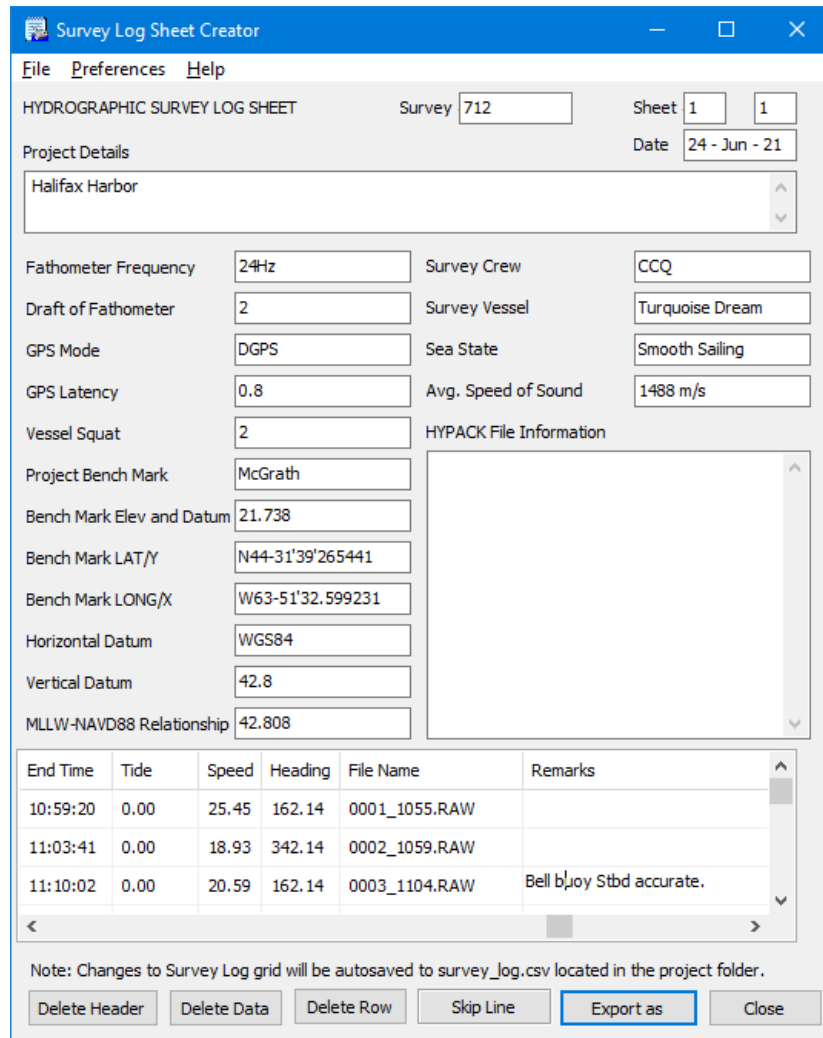 Survey Log Sheet Creator
File Preferences Help
HYDROGRAPHIC SURVEY LOG SHEET Survey 712 Sheet 1 1
Project Details Date 24 - Jun - 21
Halifax Harbor
Fathometer Frequency 24Hz Survey Crew CCQ
Draft of Fathometer 2 Survey Vessel Turquoise Dream
GPS Mode DGPS Sea State Smooth Sailing
GPS Latency 0.8 Avg. Speed of Sound 1488 m/s
Vessel Squat 2 HYPACK File Information
Project Bench Mark McGrath
Bench Mark Elev and Datum 21.738
Bench Mark LAT/Y N44-31'39'265441
Bench Mark LONG/X W63-51'32.599231
Horizontal Datum WGS84
Vertical Datum 42.8
MLLW-NAVD88 Relationship 42.808
End Time Tide Speed Heading File Name Remarks
10:59:20 0.00 25.45 162.14 0001_1055.RAW
11:03:41 0.00 18.93 342.14 0002_1059.RAW
11:10:02 0.00 20.59 162.14 0003_1104.RAW Bell buoy Stbd accurate.
Note: Changes to Survey Log grid will be autosaved to survey_log.csv located in the project folder.
Delete Header Delete Data Delete Row Skip Line Export as Close